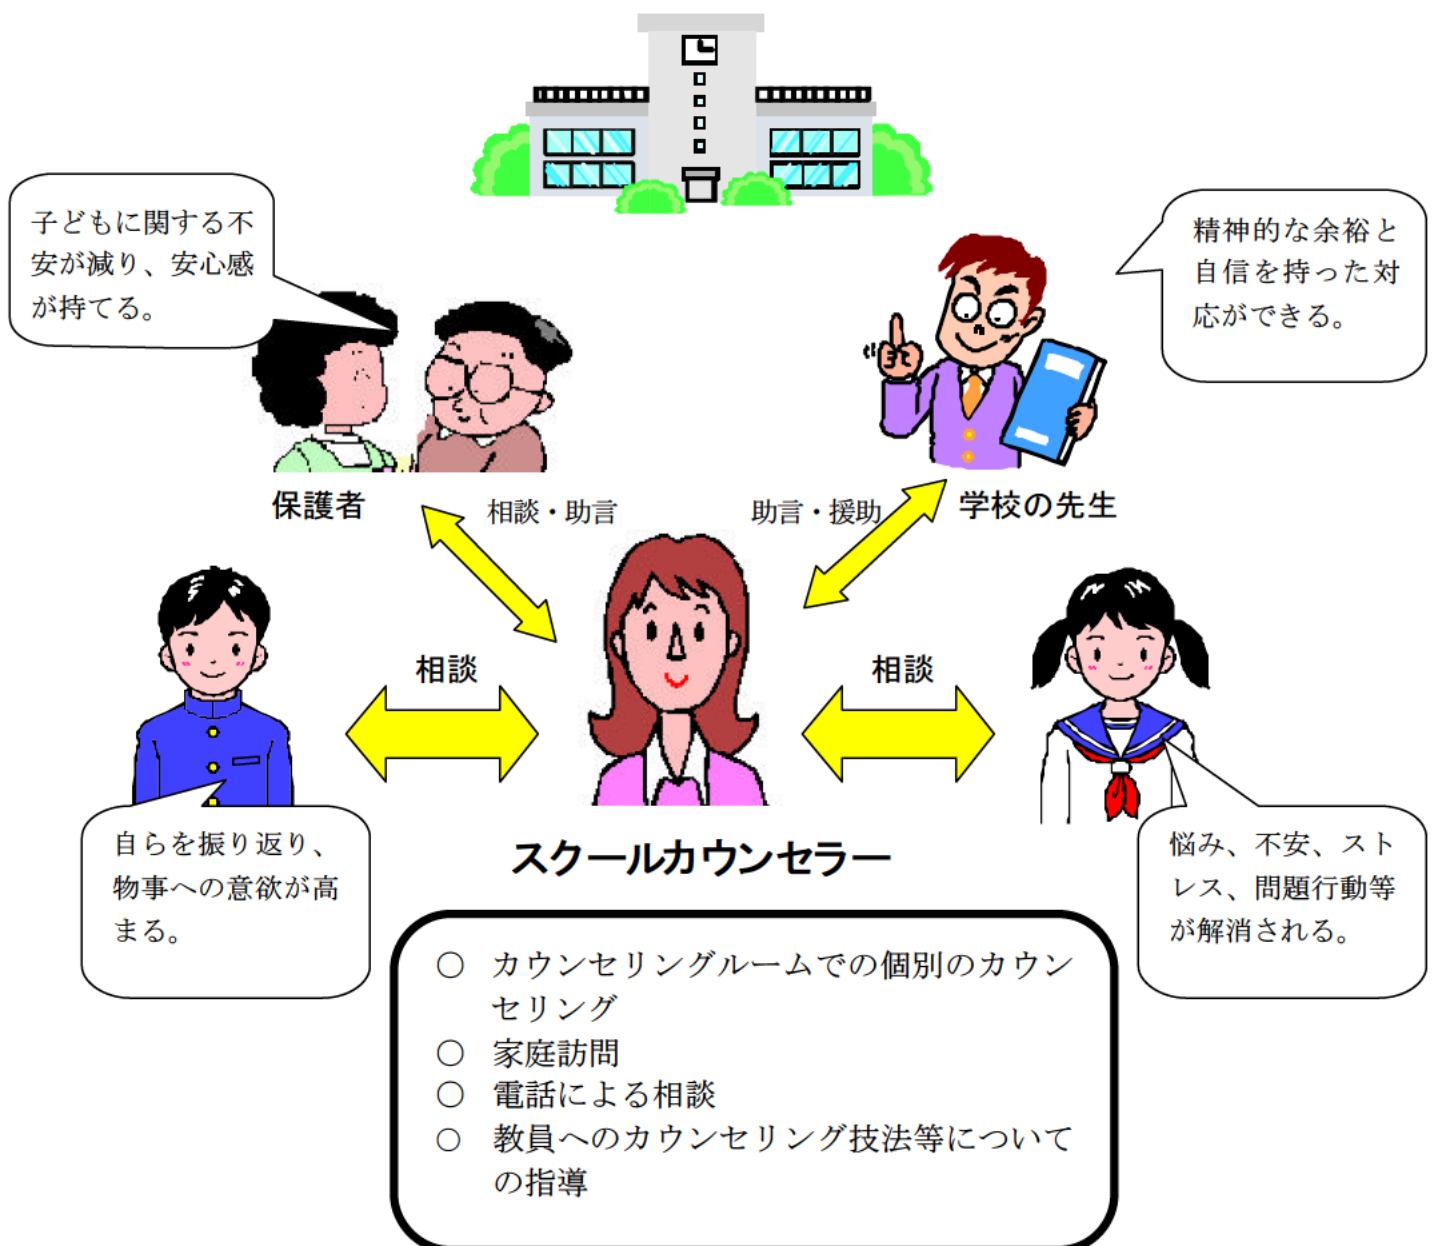 子どもに関する不
安が減り、安心感
が持てる。
精神的な余裕と
自信を持った対
応ができる。
保護者
相談・助言
助言・援助
学校の先生
相談
相談
自らを振り返り、
物事への意欲が高
まる。
スクールカウンセラー
悩み、不安、スト
レス、問題行動等
が解消される。
○ カウンセリングルームでの個別のカウン
セリング
○ 家庭訪問
○ 電話による相談
○ 教員へのカウンセリング技法等について
の指導